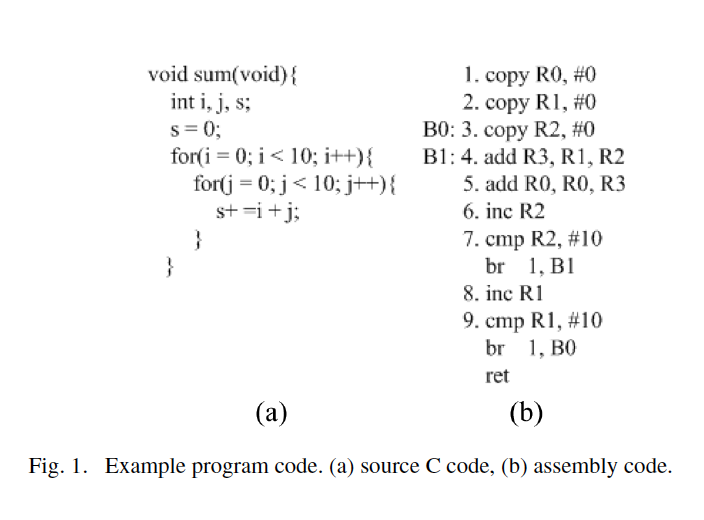 void sum(void){
int i, j, s;
s = 0;
for(i = 0; i < 10; i++){
for(j = 0; j < 10; j++){
s+ =i + j;
}
}
(a)
1. copy R0, #0
2. copy R1, #0
B0: 3. copy R2, #0
B1: 4. add R3, R1, R2
5. add R0, R0, R3
6. inc R2
7. cmp R2, #10
br 1, B1
8. inc R1
9. cmp R1, #10
br 1, B0
ret
(b)
Fig. 1. Example program code. (a) source C code, (b) assembly code.